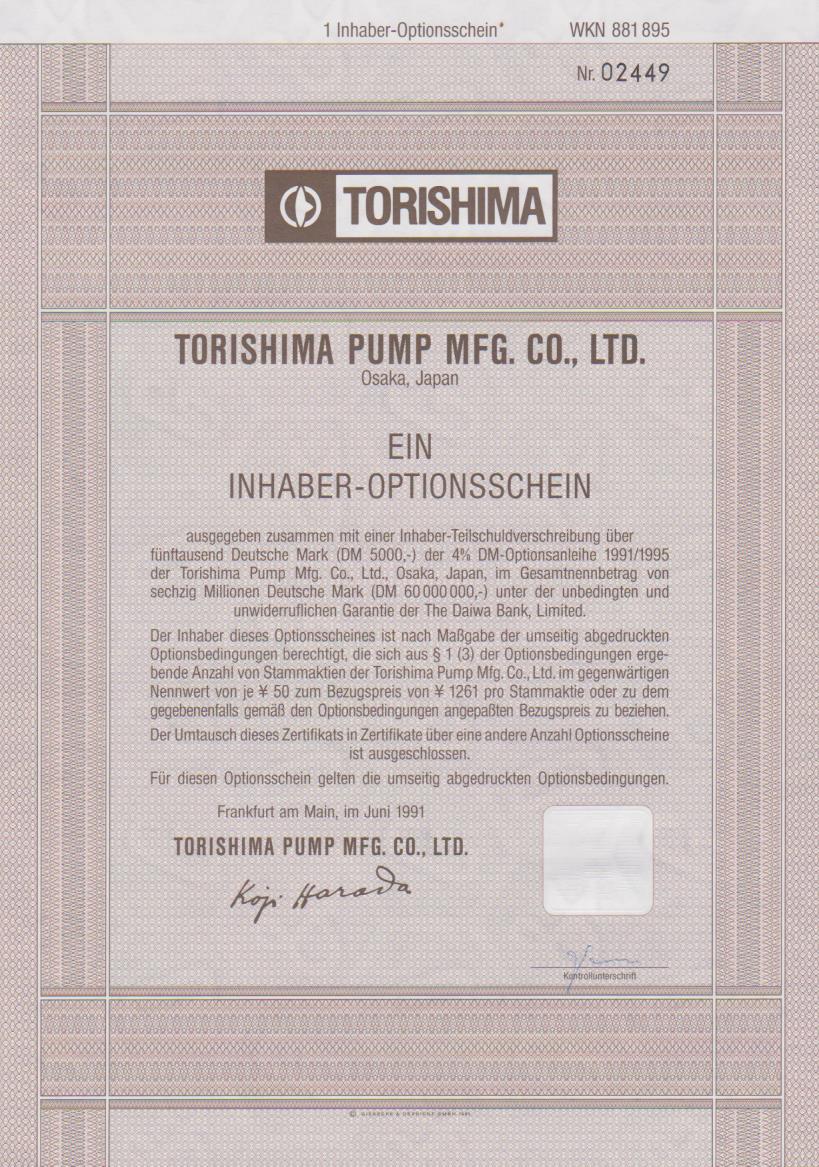 1 Inhaber-Optionsschein*
WKN 881 895
Nr. 02449
TORISHIMA
TORISHIMA PUMP MFG. CO., LTD.
Osaka, Japan
EIN
INHABER-OPTIONSSCHEIN
ausgegeben zusammen mit einer Inhaber-Teilschuldverschreibung über
fünftausend Deutsche Mark (DM 5000,-) der 4% DM-Optionsanleihe 1991/1995
der Torishima Pump Mfg. Co., Ltd., Osaka, Japan, im Gesamtnennbetrag von
sechzig Millionen Deutsche Mark (DM 60 000 000,-) unter der unbedingten und
unwiderruflichen Garantie der The Daiwa Bank, Limited.
Der Inhaber dieses Optionsscheines ist nach Maßgabe der umseitig abgedruckten
Optionsbedingungen berechtigt, die sich aus § 1 (3) der Optionsbedingungen erge-
bende Anzahl von Stammaktien der Torishima Pump Mfg. Co., Ltd. im gegenwärtigen
Nennwert von je ¥ 50 zum Bezugspreis von ¥ 1261 pro Stammaktie oder zu dem
gegebenenfalls gemäß den Optionsbedingungen angepaßten Bezugspreis zu beziehen.
Der Umtausch dieses Zertifikats in Zertifikate über eine andere Anzahl Optionsscheine
ist ausgeschlossen.
Für diesen Optionsschein gelten die umseitig abgedruckten Optionsbedingungen.
Frankfurt am Main, im Juni 1991
TORISHIMA PUMP MFG. CO., LTD.
Koji Harada
Kontrollunterschrift